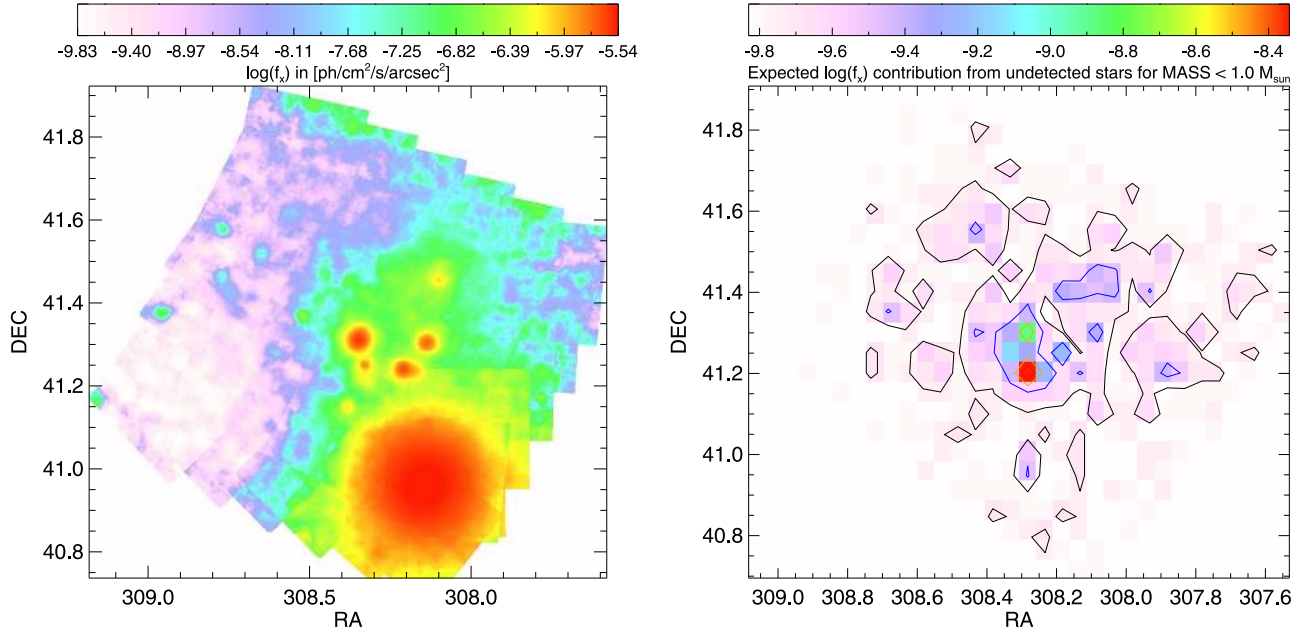 -9.83 -9.40 -8.97 -8.54 -8.11 -7.68 -7.25 -6.82 -6.39 -5.97 -5.54
log(fx) in [ph/cm2/s/arcsec2]
41.8
41.6
41.4
41.2
41.0
40.8
DEC
309.0 308.5 308.0
RA
-9.8 -9.6 -9.4 -9.2 -9.0 -8.8 -8.6 -8.4
Expected log(fx) contribution from undetected stars for MASS < 1.0 Msun
41.8
41.6
41.4
41.2
41.0
40.8
DEC
309.0 308.8 308.6 308.4 308.2 308.0 307.8 307.6
RA